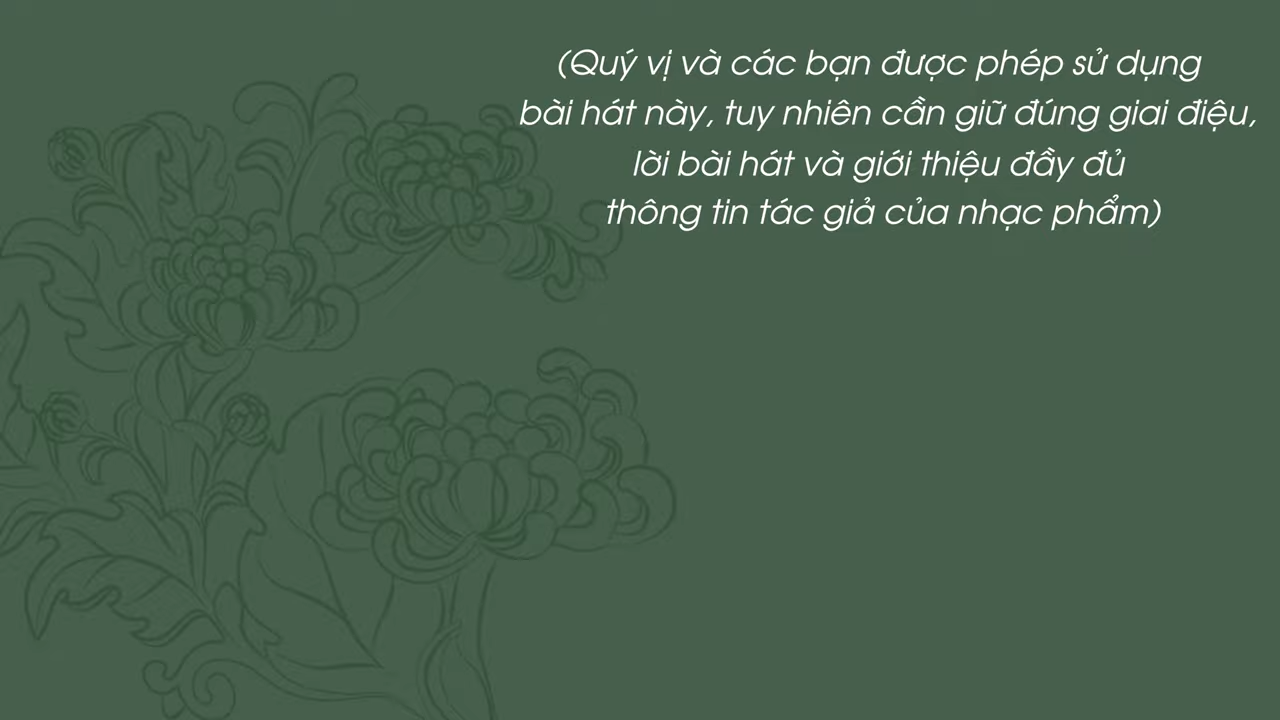 (Quý vị và các bạn được phép sử dụng
bài hát này, tuy nhiên cần giữ đúng giai điệu,
lời bài hát và giới thiệu đầy đủ
thông tin tác giả của nhạc phẩm)